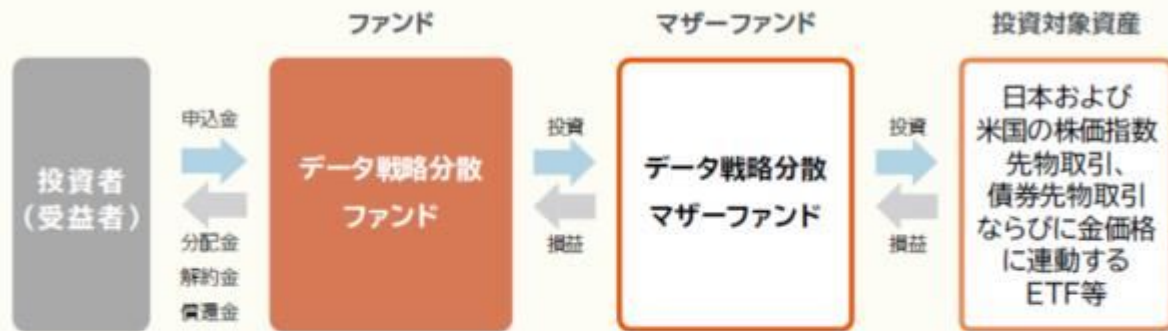 ファンド
マザーファンド
投資対象資産
投資者
(受益者)
申込金
分配金
解約金
償還金
データ戦略分散
ファンド
投資
損益
データ戦略分散
マザーファンド
投資
損益
日本および
米国の株価指数
先物取引、
債券先物取引
ならびに金価格
に連動する
ETF等